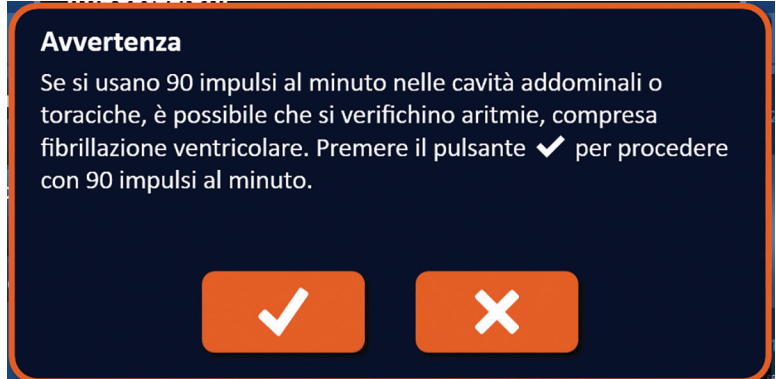 Avvertenza
Se si usano 90 impulsi al minuto nelle cavità addominali o
toraciche, è possibile che si verifichino aritmie, compresa
fibrillazione ventricolare. Premere il pulsante ✔ per procedere
con 90 impulsi al minuto.